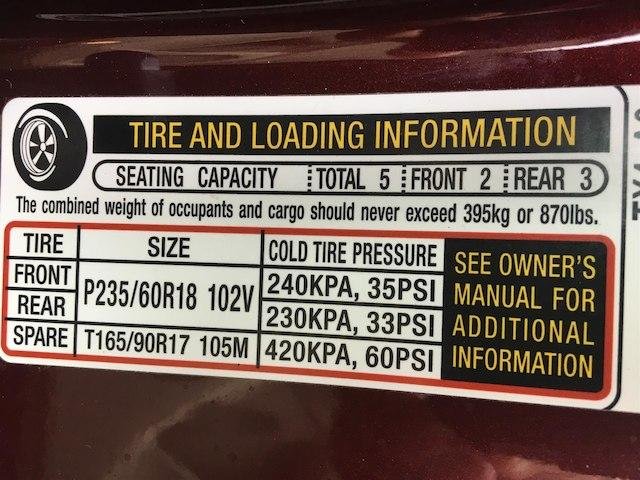 TIRE AND LOADING INFORMATION
SEATING CAPACITY TOTAL 5 FRONT 2 REAR 3
The combined weight of occupants and cargo should never exceed 395kg or 870lbs.
TIRE SIZE COLD TIRE PRESSURE
FRONT P235/60R18 102V 240KPA, 35PSI
REAR 230KPA, 33PSI
SPARE T165/90R17 105M 420KPA, 60PSI
SEE OWNER'S
MANUAL FOR
ADDITIONAL
INFORMATION